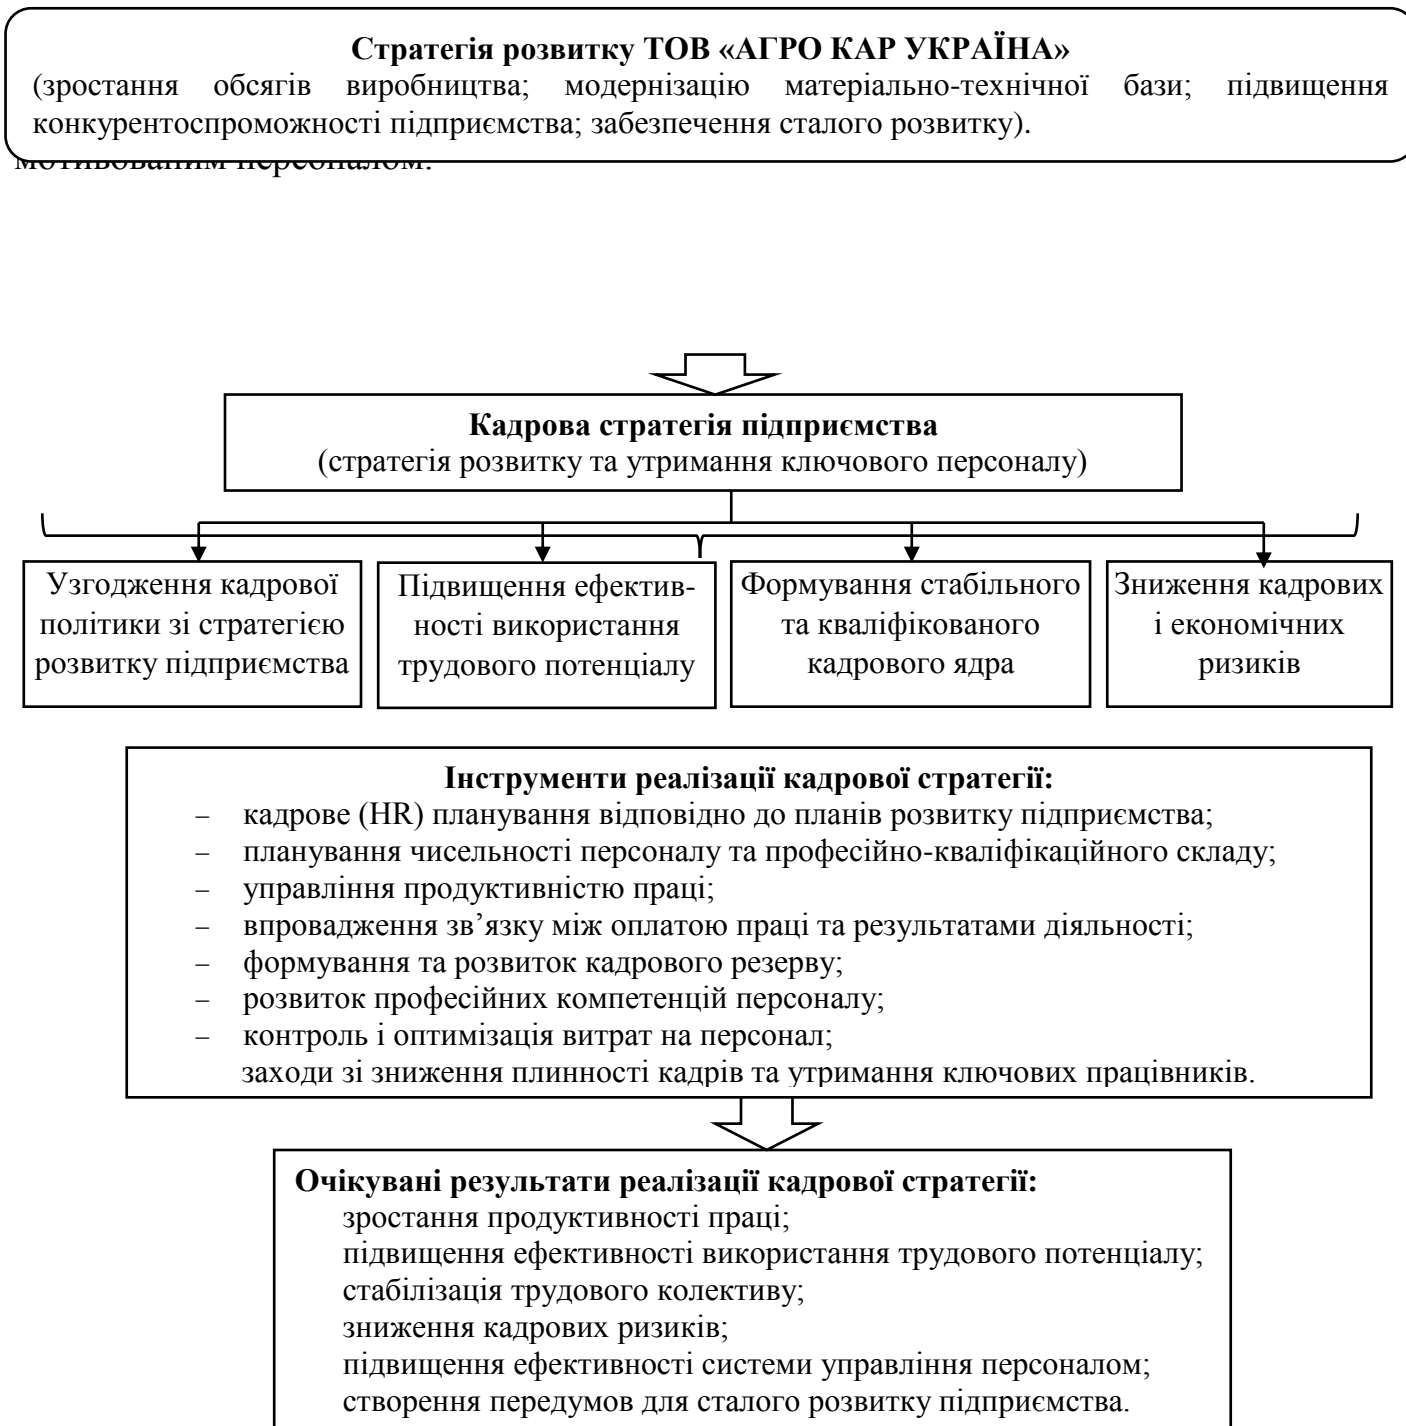 Стратегія розвитку ТОВ «АГРО КАР УКРАЇНА»
(зростання обсягів виробництва; модернізацію матеріально-технічної бази; підвищення
конкурентоспроможності підприємства; забезпечення сталого розвитку).
мотивованим персоналом.
Кадрова стратегія підприємства
(стратегія розвитку та утримання ключового персоналу)
Узгодження кадрової
політики зі стратегією
розвитку підприємства
Підвищення ефектив-
ності використання
трудового потенціалу
Формування стабільного
та кваліфікованого
кадрового ядра
Зниження кадрових
і економічних
ризиків
Інструменти реалізації кадрової стратегії:
– кадрове (HR) планування відповідно до планів розвитку підприємства;
– планування чисельності персоналу та професійно-кваліфікаційного складу;
– управління продуктивністю праці;
– впровадження зв’язку між оплатою праці та результатами діяльності;
– формування та розвиток кадрового резерву;
– розвиток професійних компетенцій персоналу;
– контроль і оптимізація витрат на персонал;
заходи зі зниження плинності кадрів та утримання ключових працівників.
Очікувані результати реалізації кадрової стратегії:
зростання продуктивності праці;
підвищення ефективності використання трудового потенціалу;
стабілізація трудового колективу;
зниження кадрових ризиків;
підвищення ефективності системи управління персоналом;
створення передумов для сталого розвитку підприємства.